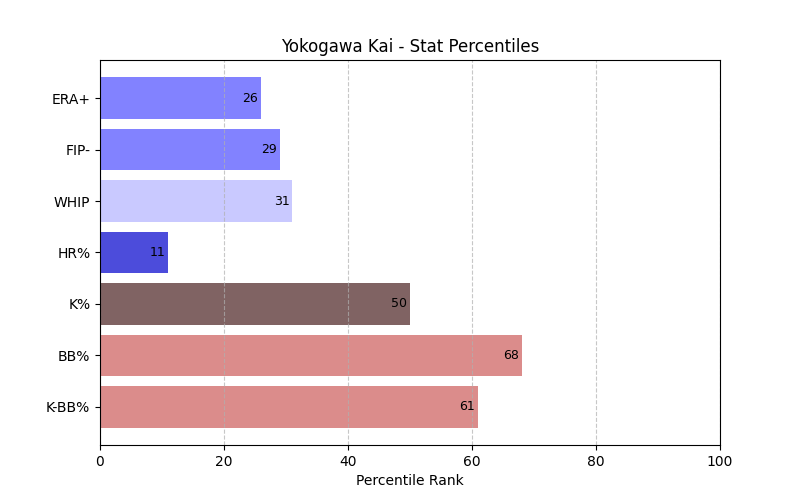 Yokogawa Kai - Stat Percentiles
ERA+ 26
FIP- 29
WHIP 31
HR% 11
K% 50
BB% 68
K-BB% 61
0 20 40 60 80 100
Percentile Rank